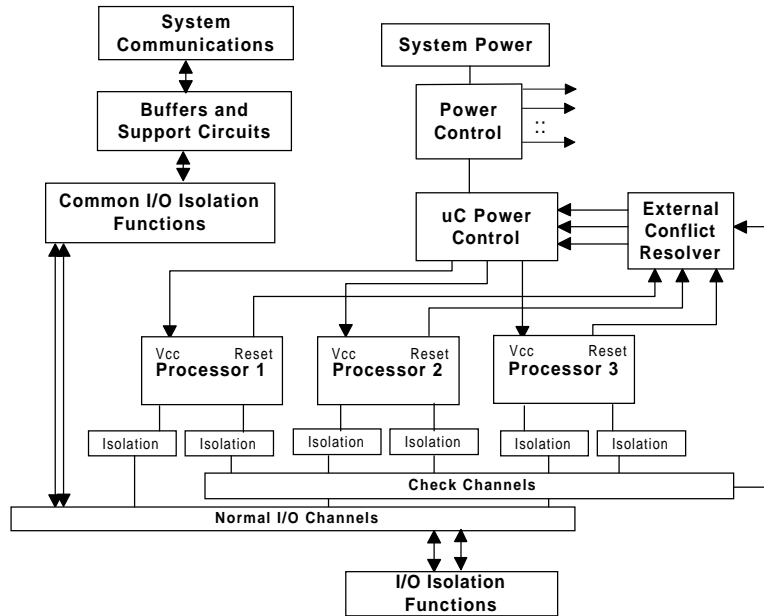 System
Communications
System Power
Buffers and
Support Circuits
Power
Control
::
Common I/O Isolation
Functions
uC Power
Control
External
Conflict
Resolver
Vcc Reset
Processor 1
Vcc Reset
Processor 2
Vcc Reset
Processor 3
Isolation
Isolation
Isolation
Isolation
Isolation
Isolation
Check Channels
Normal I/O Channels
I/O Isolation
Functions